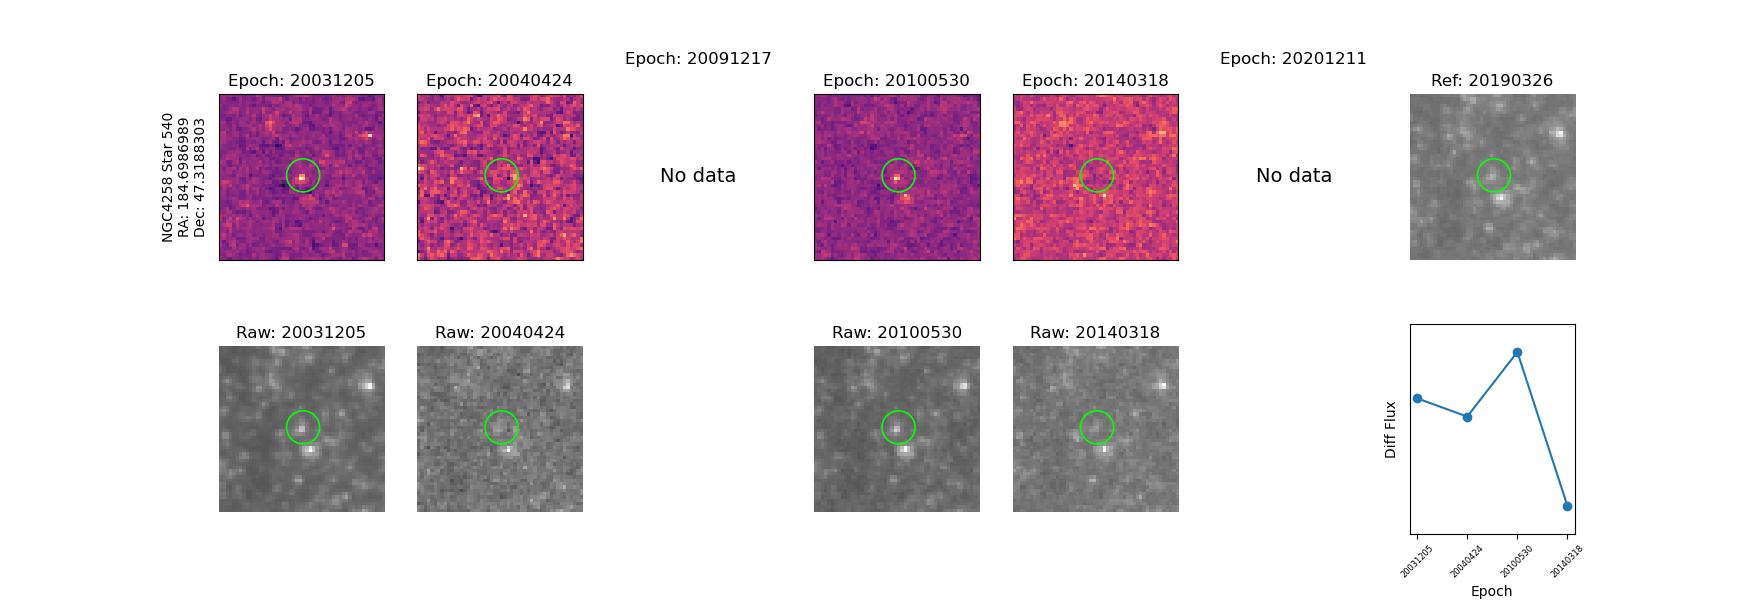 Epoch: 20091217
Epoch: 20201211
Epoch: 20031205
Epoch: 20040424
Epoch: 20100530
Epoch: 20140318
Ref: 20190326
NGC4258 Star 540
RA: 184.6986989
Dec: 47.3188303
No data
No data
Raw: 20031205
Raw: 20040424
Raw: 20100530
Raw: 20140318
Diff Flux
20031205
20040424
20100530
20140318
Epoch